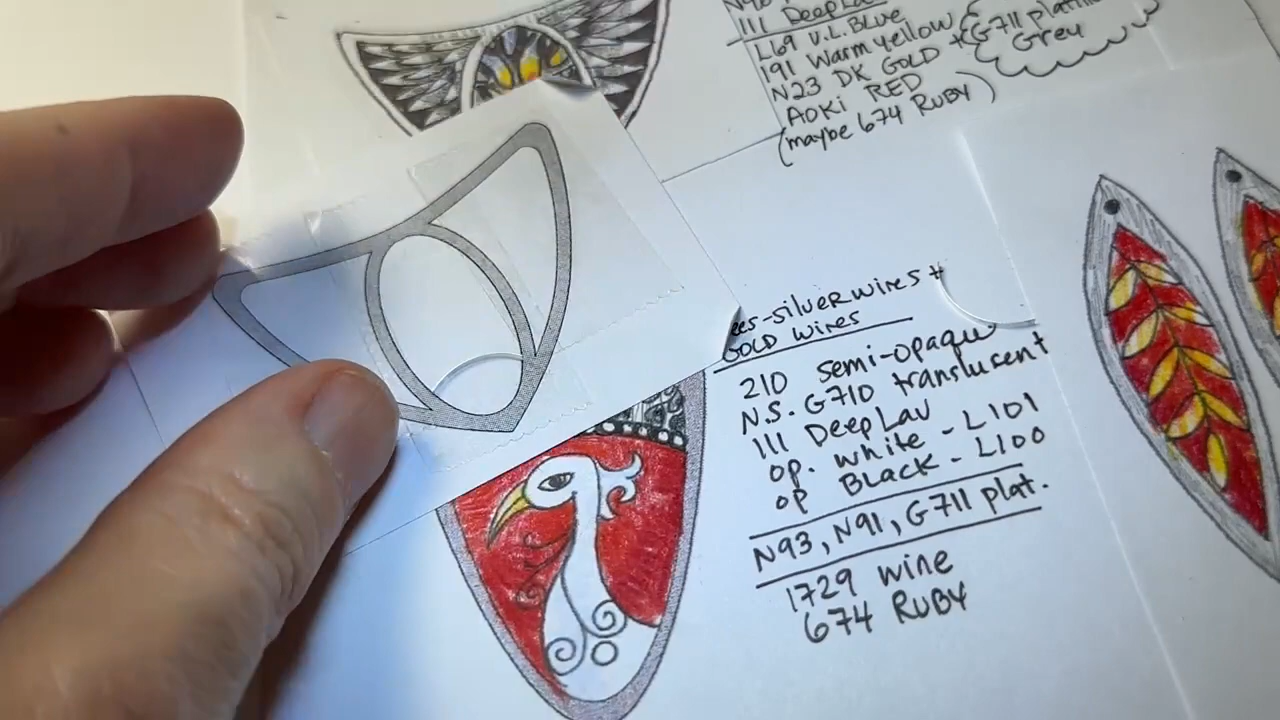 111 Deep Lav
L69 V.L. BLUE
191 Warm yellow
N23 DK GOLD + G711 platinum
Grey
AOKi RED
(maybe 674 RUBY)
-SILVER WIRES +
GOLD WIRES
210 semi-opaque
N.S. G710 translucent
111 Deep Lav
op. white - L101
op Black - L100
N93, N91, G711 plat.
1729 wine
674 RUBY